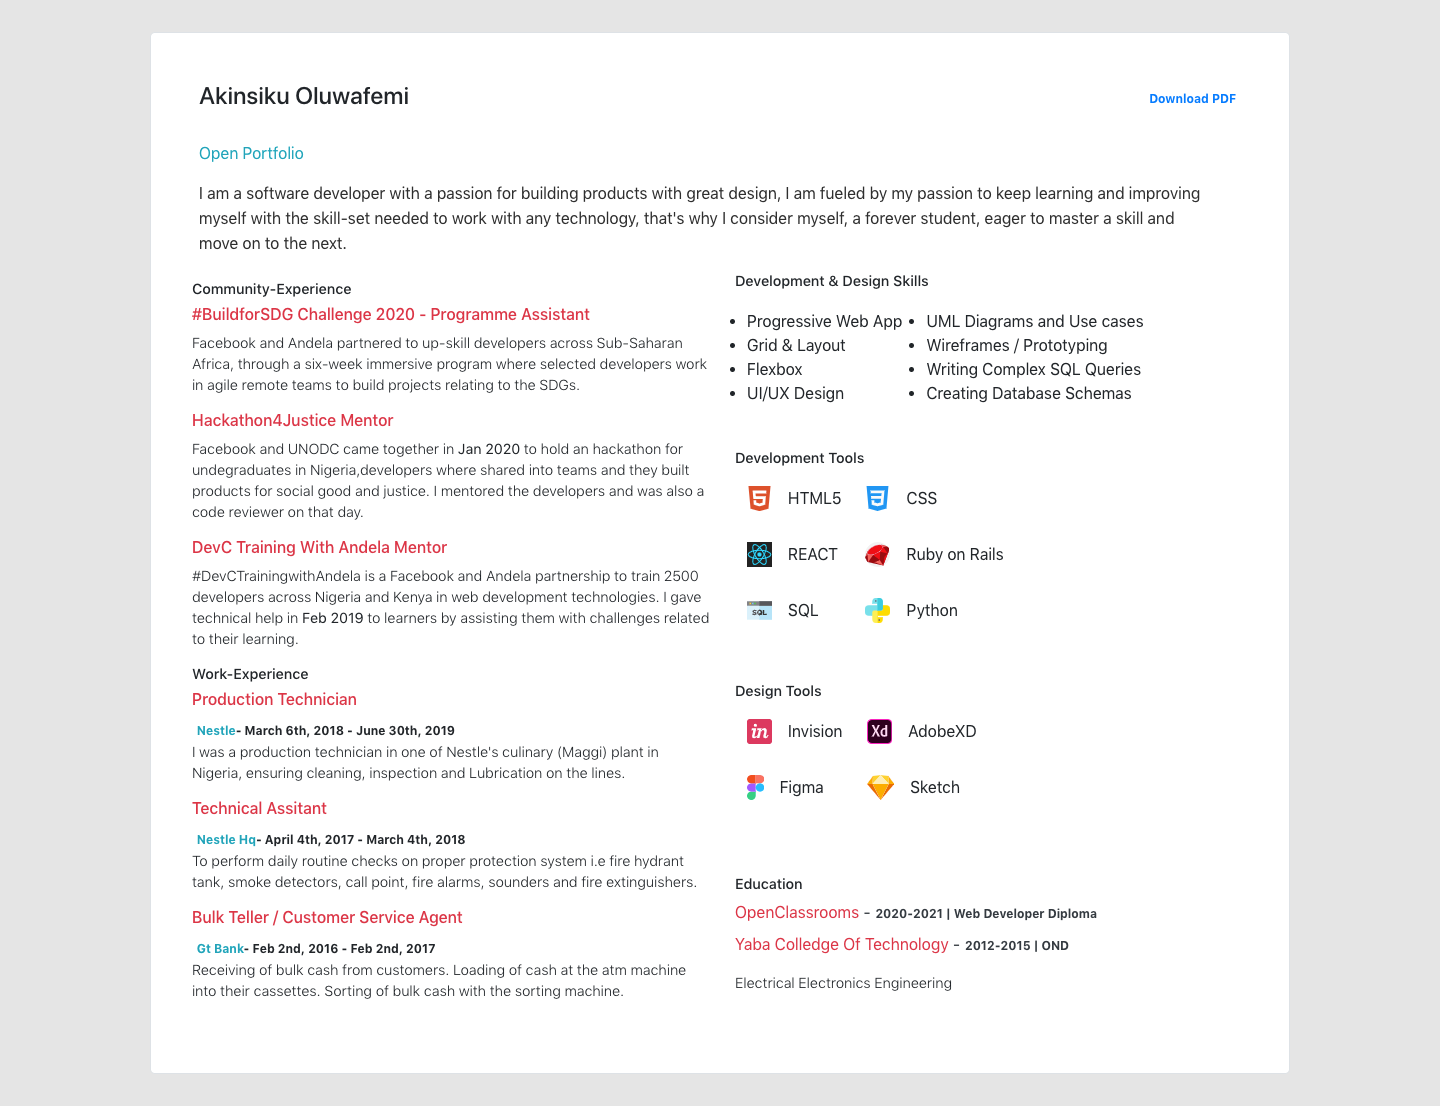 Akinsiku Oluwafemi
Download PDF
Open Portfolio
I am a software developer with a passion for building products with great design, I am fueled by my passion to keep learning and improving
myself with the skill-set needed to work with any technology, that's why I consider myself, a forever student, eager to master a skill and
move on to the next.
Community-Experience
#BuildforSDG Challenge 2020 - Programme Assistant
Facebook and Andela partnered to up-skill developers across Sub-Saharan
Africa, through a six-week immersive program where selected developers work
in agile remote teams to build projects relating to the SDGs.
Hackathon4Justice Mentor
Facebook and UNODC came together in Jan 2020 to hold an hackathon for
undegraduates in Nigeria,developers where shared into teams and they built
products for social good and justice. I mentored the developers and was also a
code reviewer on that day.
DevC Training With Andela Mentor
#DevCTrainingwithAndela is a Facebook and Andela partnership to train 2500
developers across Nigeria and Kenya in web development technologies. I gave
technical help in Feb 2019 to learners by assisting them with challenges related
to their learning.
Work-Experience
Production Technician
Nestle- March 6th, 2018 - June 30th, 2019
I was a production technician in one of Nestle's culinary (Maggi) plant in
Nigeria, ensuring cleaning, inspection and Lubrication on the lines.
Technical Assitant
Nestle Hq- April 4th, 2017 - March 4th, 2018
To perform daily routine checks on proper protection system i.e fire hydrant
tank, smoke detectors, call point, fire alarms, sounders and fire extinguishers.
Bulk Teller / Customer Service Agent
Gt Bank- Feb 2nd, 2016 - Feb 2nd, 2017
Receiving of bulk cash from customers. Loading of cash at the atm machine
into their cassettes. Sorting of bulk cash with the sorting machine.
Development & Design Skills
• Progressive Web App • UML Diagrams and Use cases
• Grid & Layout • Wireframes / Prototyping
• Flexbox • Writing Complex SQL Queries
• UI/UX Design • Creating Database Schemas
Development Tools
5 HTML5 3 CSS
REACT Ruby on Rails
SQL SQL Python
Design Tools
in Invision Xd AdobeXD
Figma Sketch
Education
OpenClassrooms - 2020-2021 | Web Developer Diploma
Yaba Colledge Of Technology - 2012-2015 | OND
Electrical Electronics Engineering